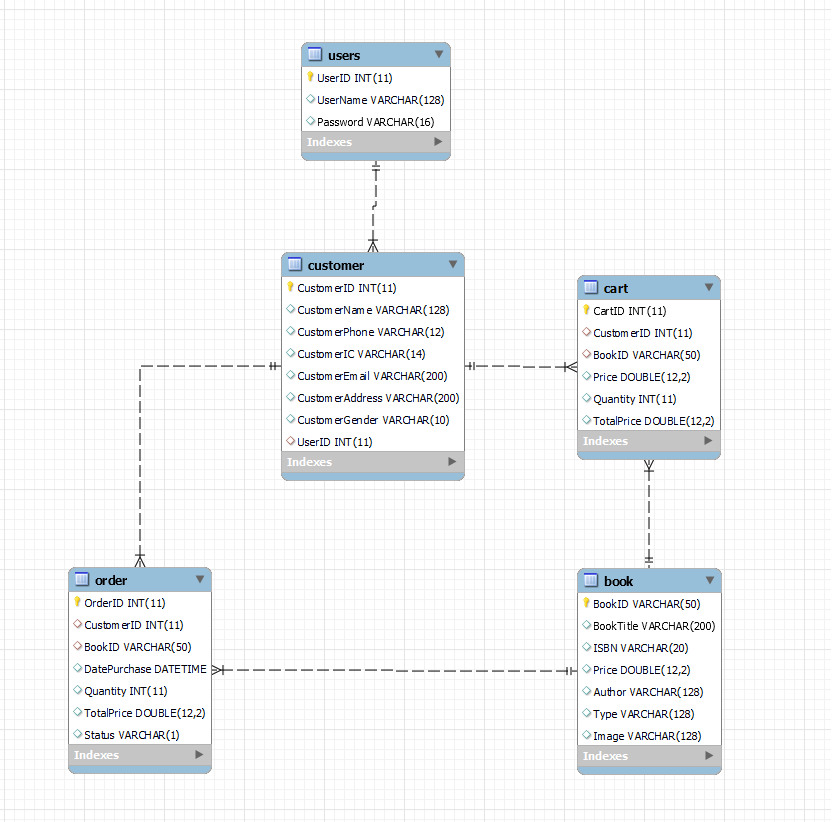 users
UserID INT(11)
UserName VARCHAR(128)
Password VARCHAR(16)
Indexes
customer
CustomerID INT(11)
CustomerName VARCHAR(128)
CustomerPhone VARCHAR(12)
CustomerIC VARCHAR(14)
CustomerEmail VARCHAR(200)
CustomerAddress VARCHAR(200)
CustomerGender VARCHAR(10)
UserID INT(11)
Indexes
cart
CartID INT(11)
CustomerID INT(11)
BookID VARCHAR(50)
Price DOUBLE(12,2)
Quantity INT(11)
TotalPrice DOUBLE(12,2)
Indexes
order
OrderID INT(11)
CustomerID INT(11)
BookID VARCHAR(50)
DatePurchase DATETIME
Quantity INT(11)
TotalPrice DOUBLE(12,2)
Status VARCHAR(1)
Indexes
book
BookID VARCHAR(50)
BookTitle VARCHAR(200)
ISBN VARCHAR(20)
Price DOUBLE(12,2)
Author VARCHAR(128)
Type VARCHAR(128)
Image VARCHAR(128)
Indexes